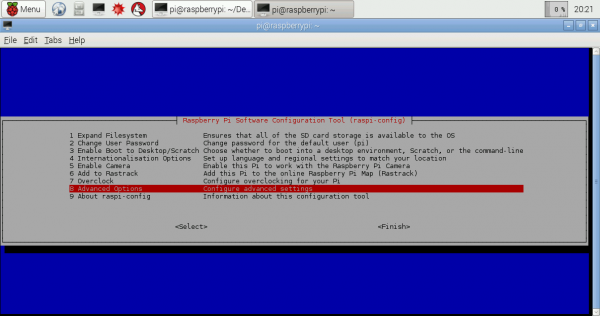 Menu pi@raspberrypi: ~/De... pi@raspberrypi: ~ 0 % 20:21
pi@raspberrypi: ~
File Edit Tabs Help
Raspberry Pi Software Configuration Tool (raspi-config)
1 Expand Filesystem Ensures that all of the SD card storage is available to the OS
2 Change User Password Change password for the default user (pi)
3 Enable Boot to Desktop/Scratch Choose whether to boot into a desktop environment, Scratch, or the command-line
4 Internationalisation Options Set up language and regional settings to match your location
5 Enable Camera Enable this Pi to work with the Raspberry Pi Camera
6 Add to Rastrack Add this Pi to the online Raspberry Pi Map (Rastrack)
7 Overclock Configure overclocking for your Pi
8 Advanced Options Configure advanced settings
9 About raspi-config Information about this configuration tool
<Select> <Finish>